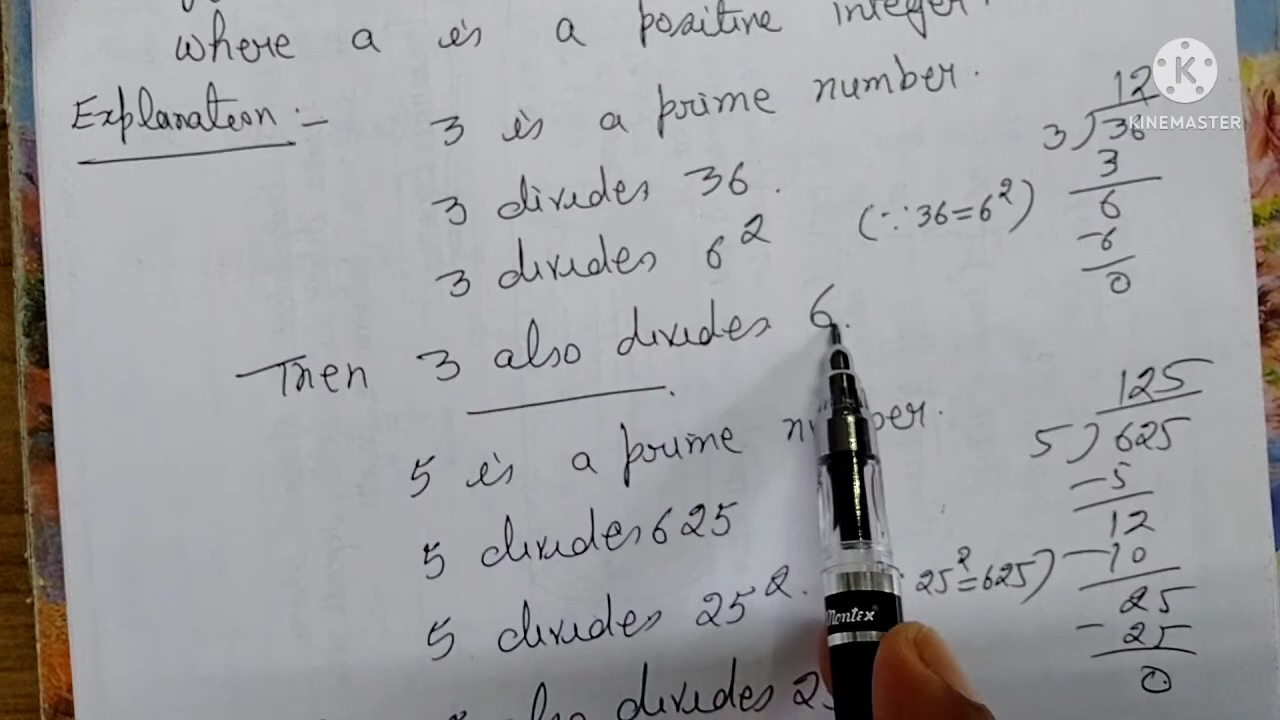 where a is a positive integer.
Explanation :-
3 is a prime number.
3 divides 36.
3 divides 6² (∵ 36 = 6²)
Then 3 also divides 6.
5 is a prime number.
5 divides 625
5 divides 25². 25² = 625)
also divides
12
3 ) 36
3
6
-6
0
125
5 ) 625
-5
12
-10
25
-25
0
KINEMASTER
Montex